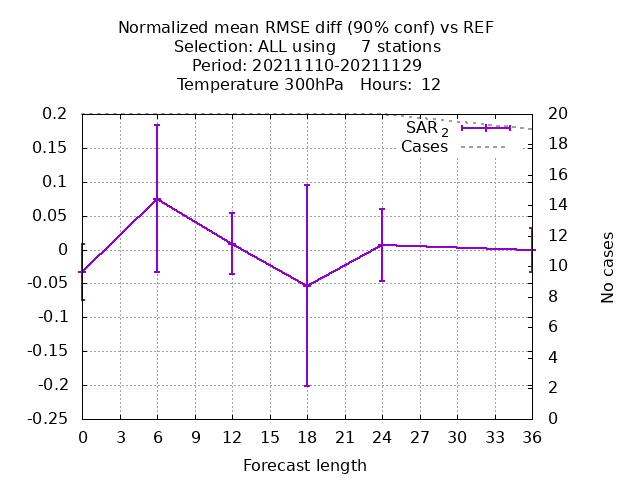 Normalized mean RMSE diff (90% conf) vs REF
Selection: ALL using     7 stations
Period: 20211110-20211129
Temperature 300hPa   Hours:  12
0.2
0.15
0.1
0.05
0
-0.05
-0.1
-0.15
-0.2
-0.25
SAR 2
Cases
20
18
16
14
12
10
8
6
4
2
0
No cases
0 3 6 9 12 15 18 21 24 27 30 33 36
Forecast length